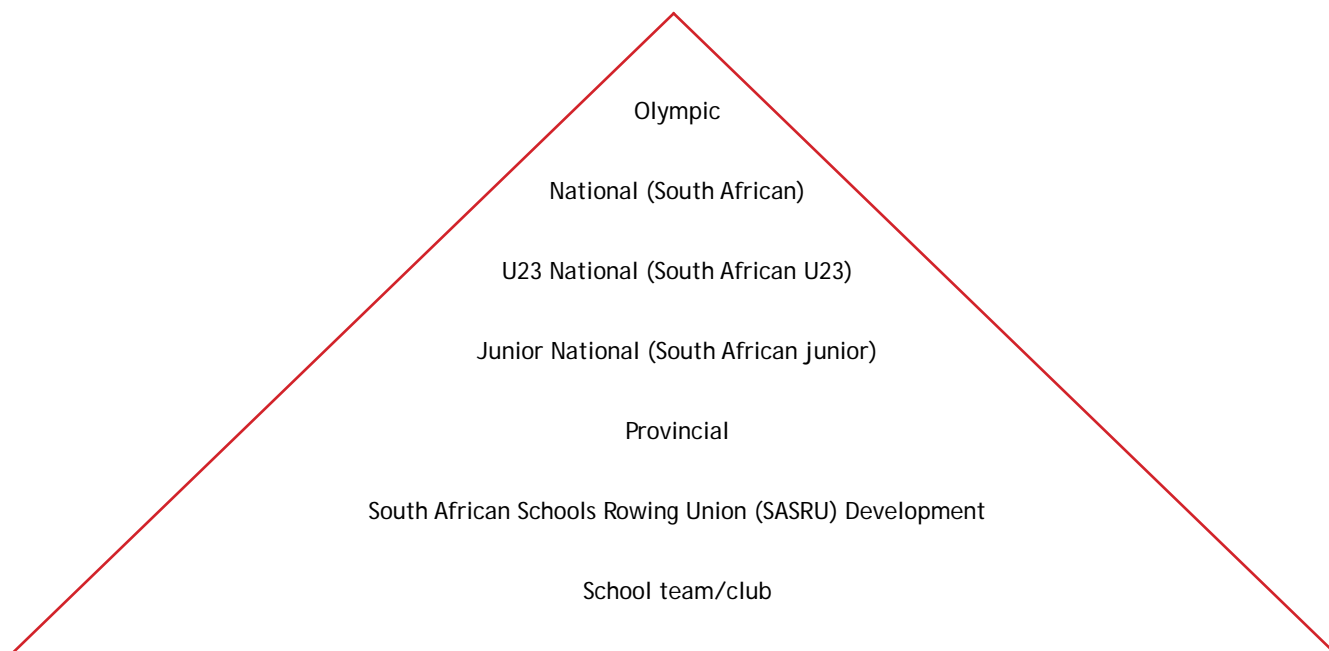 Olympic
National (South African)
U23 National (South African U23)
Junior National (South African junior)
Provincial
South African Schools Rowing Union (SASRU) Development
School team/club